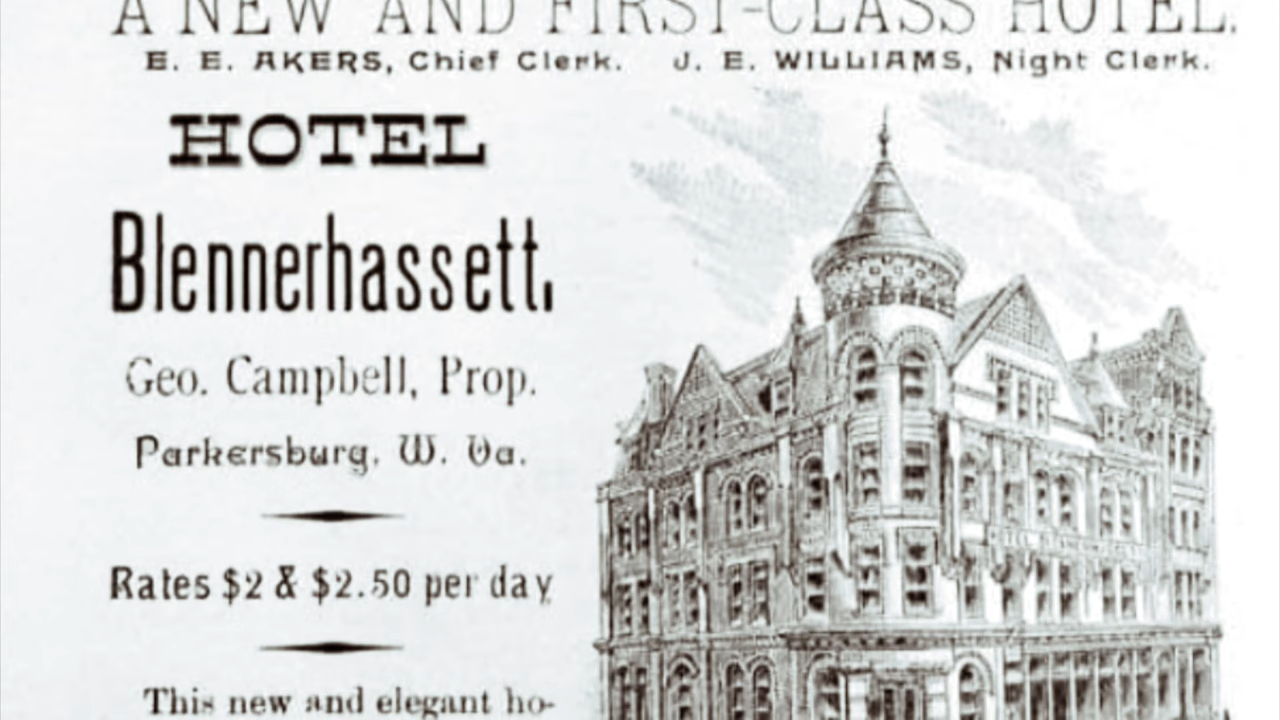 A NEW AND FIRST-CLASS HOTEL.
E. E. AKERS, Chief Clerk. J. E. WILLIAMS, Night Clerk.
HOTEL
Blennerhassett.
Geo. Campbell, Prop.
Parkersburg, W. Va.
Rates $2 & $2.50 per day
This new and elegant ho-